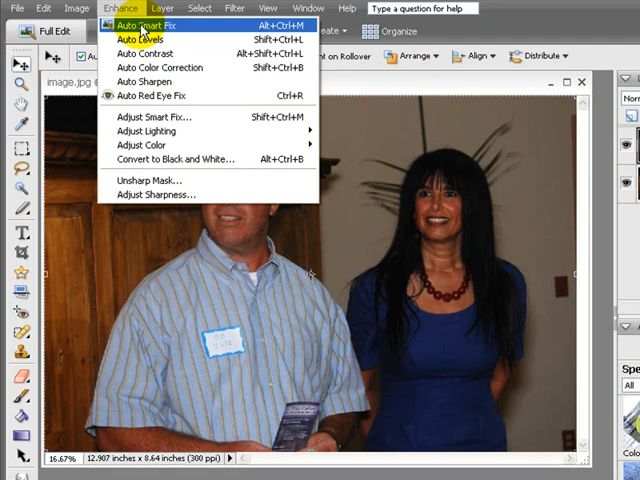 File Edit Image Enhance Layer Select Filter View Window Help Type a question for help
Full Edit
Organize
Auto Smart Fix Alt+Ctrl+M
Auto Levels Shift+Ctrl+L
Auto Contrast Alt+Shift+Ctrl+L
Auto Color Correction Shift+Ctrl+B
Auto Sharpen
Auto Red Eye Fix Ctrl+R
Adjust Smart Fix... Shift+Ctrl+M
Adjust Lighting
Adjust Color
Convert to Black and White... Alt+Ctrl+B
Unsharp Mask...
Adjust Sharpness...
on Rollover Arrange Distribute
image.jpg
16.67% 12.907 inches x 8.64 inches (300 ppi)
All